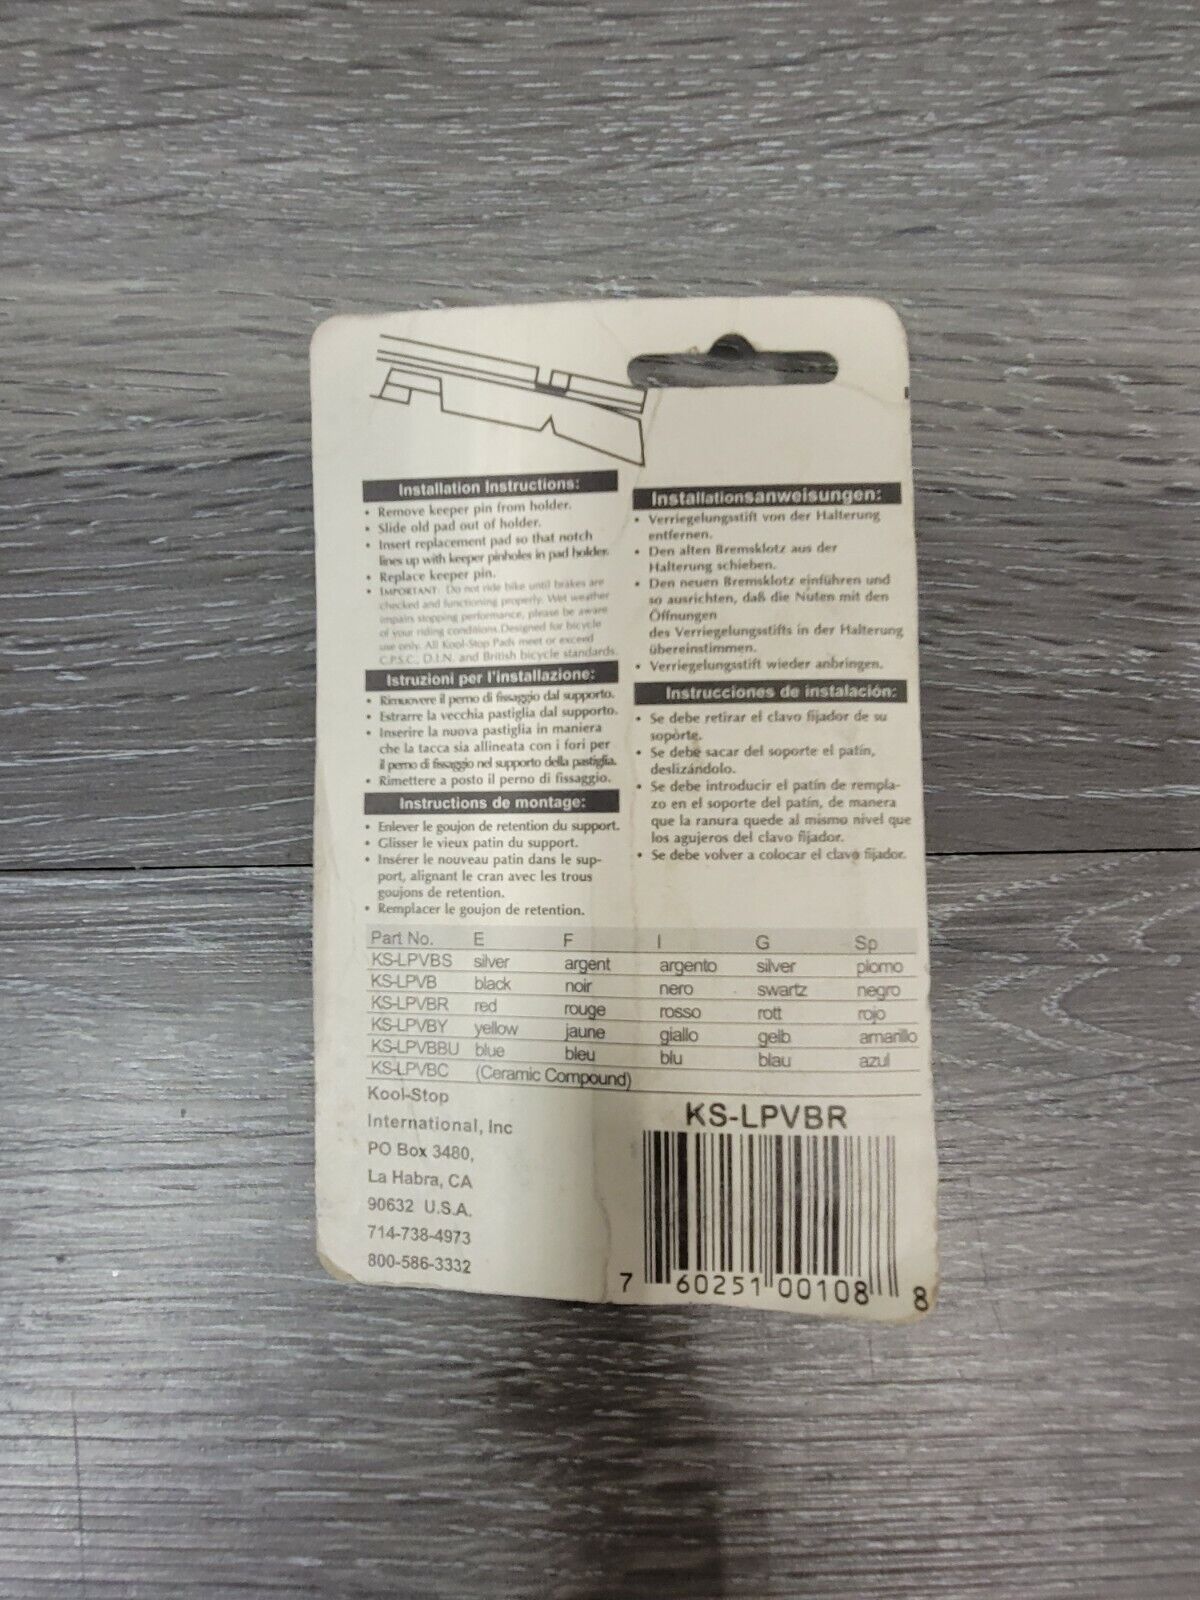 Installation Instructions:
• Remove keeper pin from holder.
• Slide old pad out of holder.
• Insert replacement pad so that notch
lines up with keeper pinholes in pad holder.
• Replace keeper pin.
• IMPORTANT: Do not ride bike until brakes are
checked and functioning properly. Wet weather
impairs stopping performance, please be aware
of your riding conditions. Designed for bicycle
use only. All Kool-Stop Pads meet or exceed
C.P.S.C., D.I.N. and British bicycle standards.
Istruzioni per l'installazione:
• Rimuovere il perno di fissaggio dal supporto.
• Estrarre la vecchia pastiglia dal supporto.
• Inserire la nuova pastiglia in maniera
che la tacca sia allineata con i fori per
il perno di fissaggio nel supporto della pastiglia.
• Rimettere a posto il perno di fissaggio.
Instructions de montage:
• Enlever le goujon de retention du support.
• Glisser le vieux patin du support.
• Insérer le nouveau patin dans le sup-
port, alignant le cran avec les trous
goujons de retention.
• Remplacer le goujon de retention.
Installationsanweisungen:
• Verriegelungsstift von der Halterung
entfernen.
• Den alten Bremsklotz aus der
Halterung schieben.
• Den neuen Bremsklotz einführen und
so ausrichten, daß die Nuten mit den
Öffnungen
des Verriegelungsstifts in der Halterung
übereinstimmen.
• Verriegelungsstift wieder anbringen.
Instrucciones de instalación:
• Se debe retirar el clavo fijador de su
soporte.
• Se debe sacar del soporte el patín,
deslizándolo.
• Se debe introducir el patín de rempla-
zo en el soporte del patín, de manera
que la ranura quede al mismo nivel que
los agujeros del clavo fijador.
• Se debe volver a colocar el clavo fijador.
Part No. E F I G Sp
KS-LPVBS silver argent argento silver plomo
KS-LPVB black noir nero swartz negro
KS-LPVBR red rouge rosso rott rojo
KS-LPVBY yellow jaune giallo gelb amarillo
KS-LPVBBU blue bleu blu blau azul
KS-LPVBC (Ceramic Compound)
Kool-Stop
International, Inc
PO Box 3480,
La Habra, CA
90632 U.S.A.
714-738-4973
800-586-3332
KS-LPVBR
7 60251 00108 8